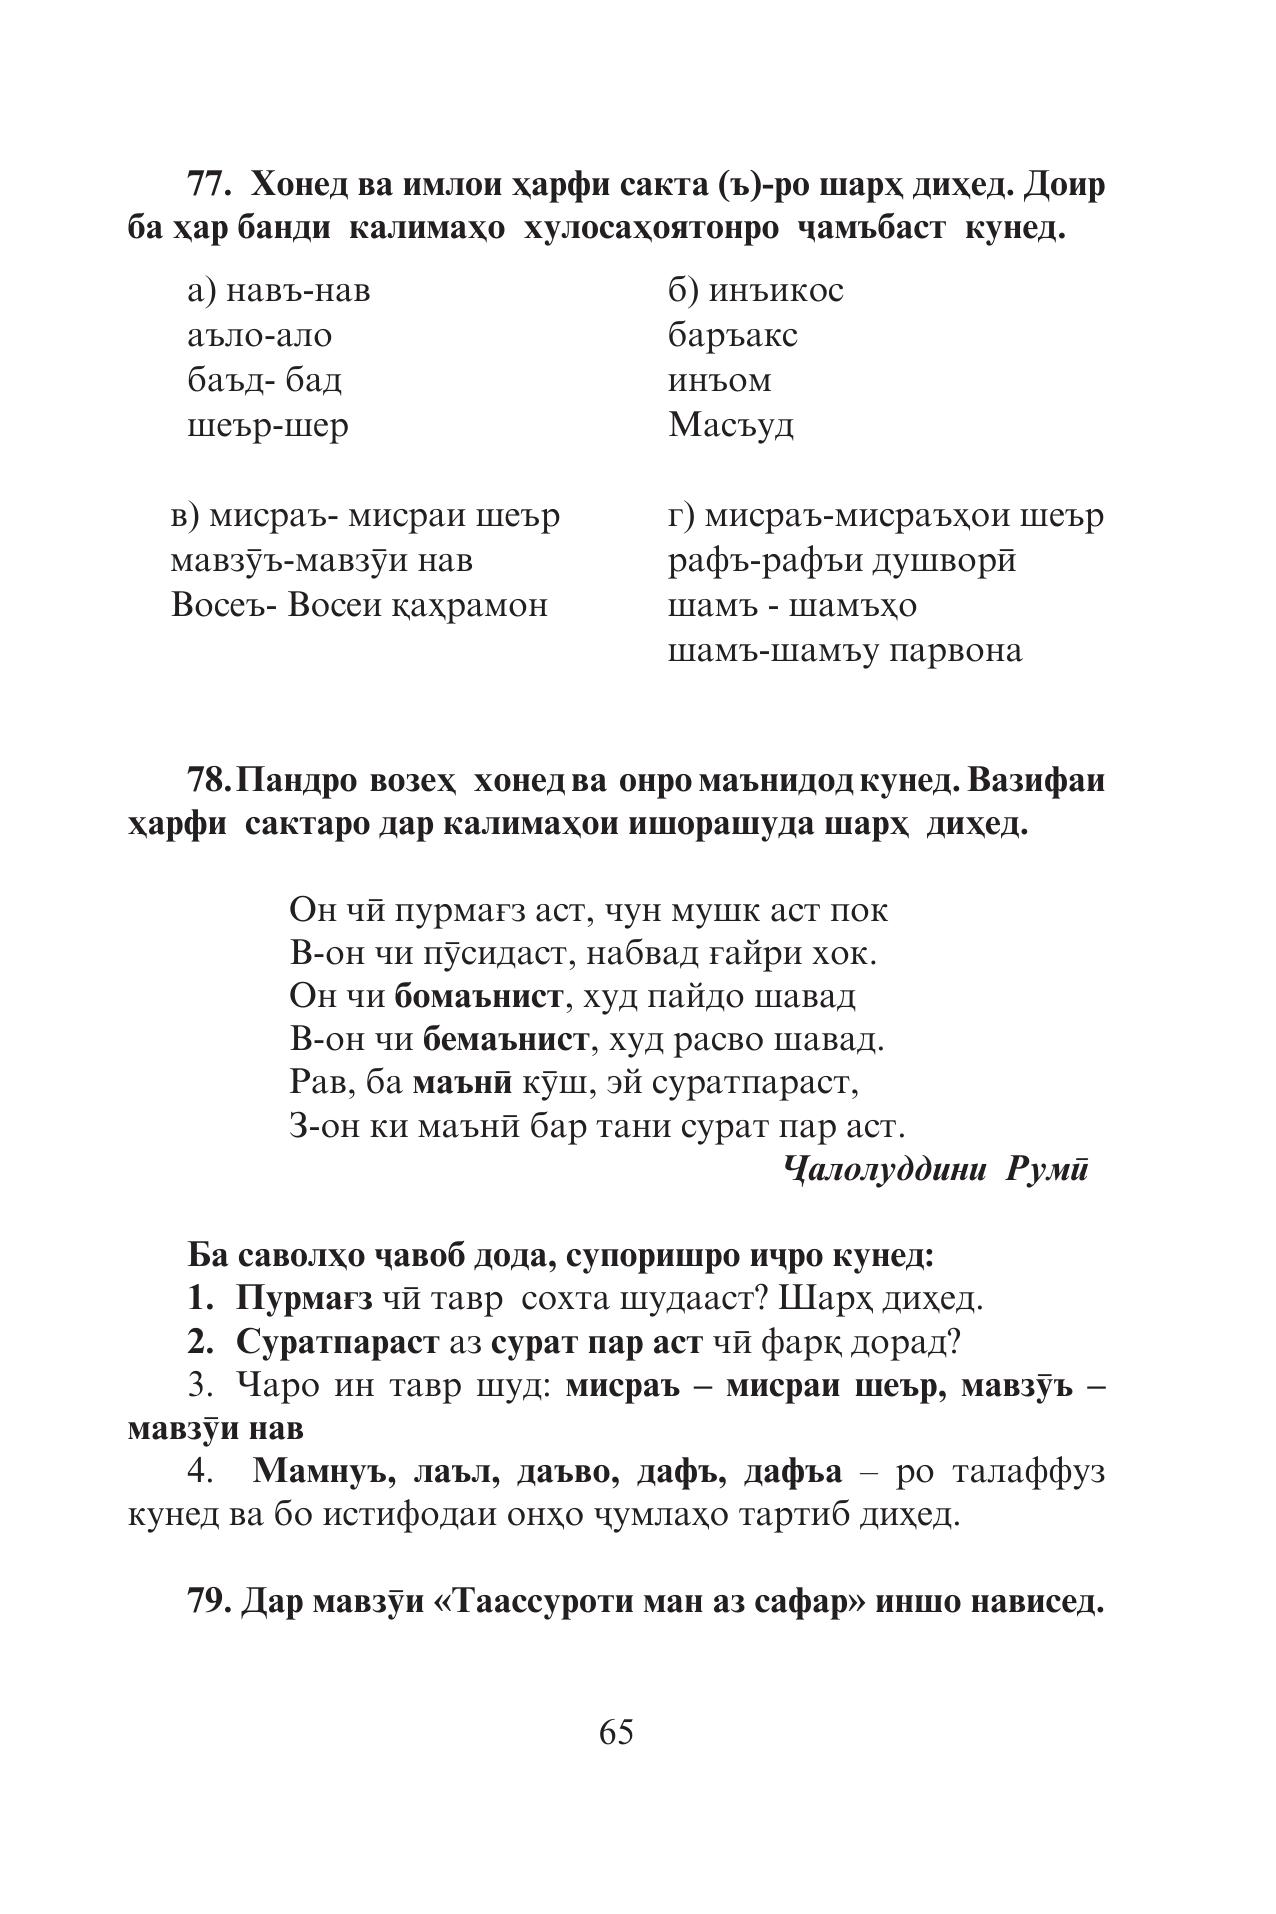 77. Хонед ва имлои ҳарфи сакта (ъ)-ро шарҳ диҳед. Доир
ба ҳар банди калимаҳо хулосаҳоятонро ҷамъбаст кунед.
а) навъ-нав
аъло-ало
баъд- бад
шеър-шер
б) инъикос
баръакс
инъом
Масъуд
в) мисраъ- мисраи шеър
мавзӯъ-мавзӯи нав
Восеъ- Восеи қаҳрамон
г) мисраъ-мисраъҳои шеър
рафъ-рафъи душворӣ
шамъ - шамъҳо
шамъ-шамъу парвона
78. Пандро возеҳ хонед ва онро маънидод кунед. Вазифаи
ҳарфи сактаро дар калимаҳои ишорашуда шарҳ диҳед.
Он чӣ пурмағз аст, чун мушк аст пок
В-он чи пӯсидаст, набвад ғайри хок.
Он чи бомаънист, худ пайдо шавад
В-он чи бемаънист, худ расво шавад.
Рав, ба маънӣ кӯш, эй суратпараст,
З-он ки маънӣ бар тани сурат пар аст.
Ҷалолуддини Румӣ
Ба саволҳо ҷавоб дода, супоришро иҷро кунед:
1. Пурмағз чӣ тавр сохта шудааст? Шарҳ диҳед.
2. Суратпараст аз сурат пар аст чӣ фарқ дорад?
3. Чаро ин тавр шуд: мисраъ – мисраи шеър, мавзӯъ –
мавзӯи нав
4. Мамнуъ, лаъл, даъво, дафъ, дафъа – ро талаффуз
кунед ва бо истифодаи онҳо ҷумлаҳо тартиб диҳед.
79. Дар мавзӯи «Таассуроти ман аз сафар» иншо нависед.
65